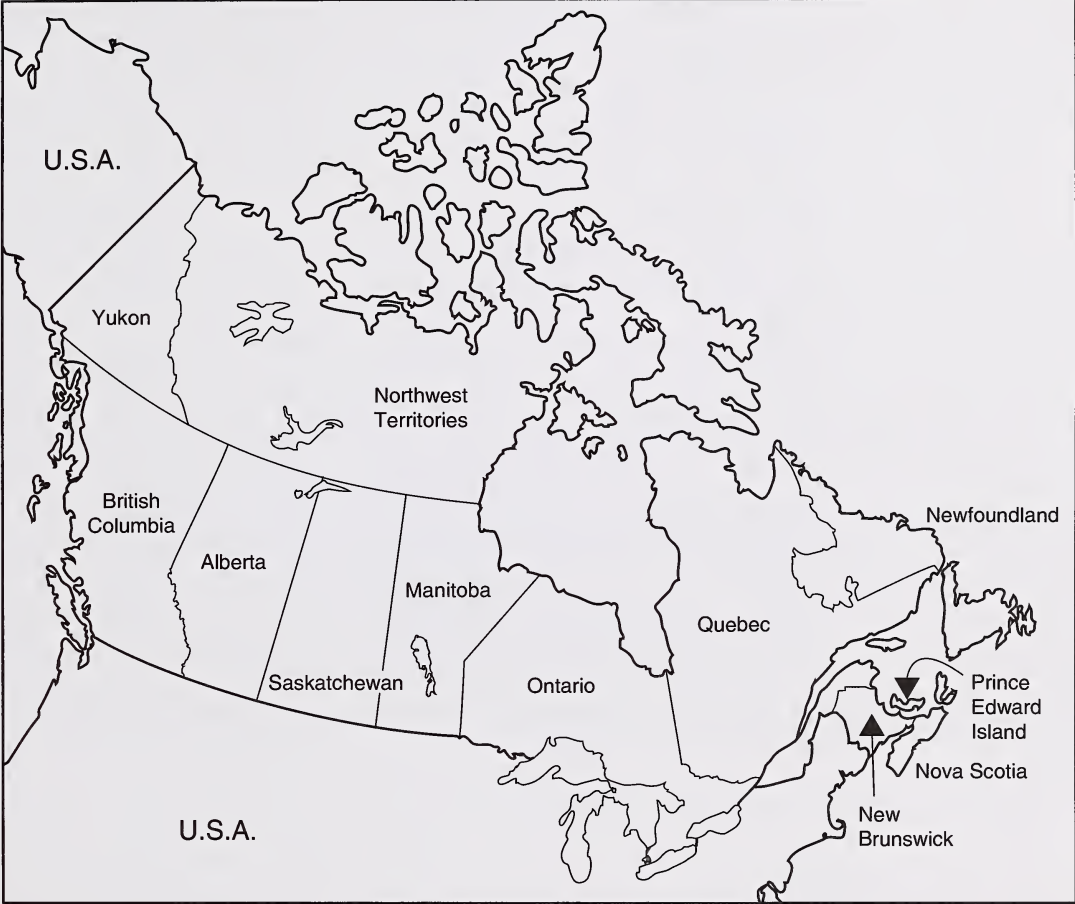 U.S.A.
Yukon
Northwest
Territories
British
Columbia
Alberta
Newfoundland
Manitoba
Quebec
Saskatchewan
Ontario
Prince
Edward
Island
Nova Scotia
New
Brunswick
U.S.A.